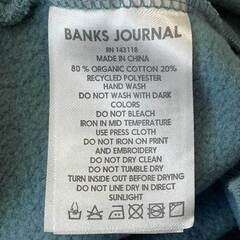 BANKS JOURNAL
RN 143118
MADE IN CHINA
80 % ORGANIC COTTON 20%
RECYCLED POLYESTER
HAND WASH
DO NOT WASH WITH DARK
COLORS
DO NOT BLEACH
IRON IN MID TEMPERATURE
USE PRESS CLOTH
DO NOT IRON ON PRINT
AND EMBROIDERY
DO NOT DRY CLEAN
DO NOT TUMBLE DRY
TURN INSIDE OUT BEFORE DRYING
DO NOT LINE DRY IN DIRECT
SUNLIGHT